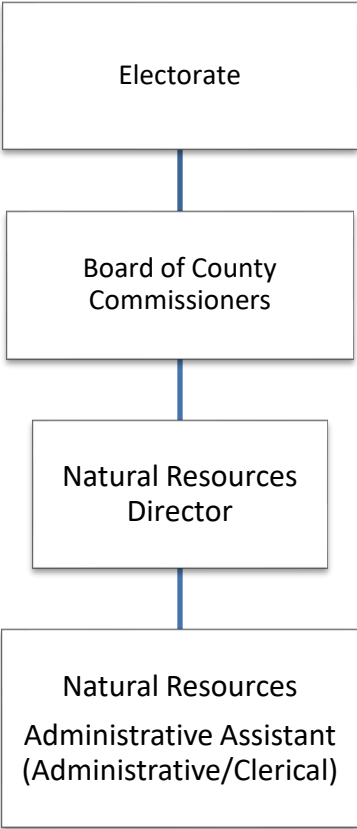 Electorate
Board of County
Commissioners
Natural Resources
Director
Natural Resources
Administrative Assistant
(Administrative/Clerical)